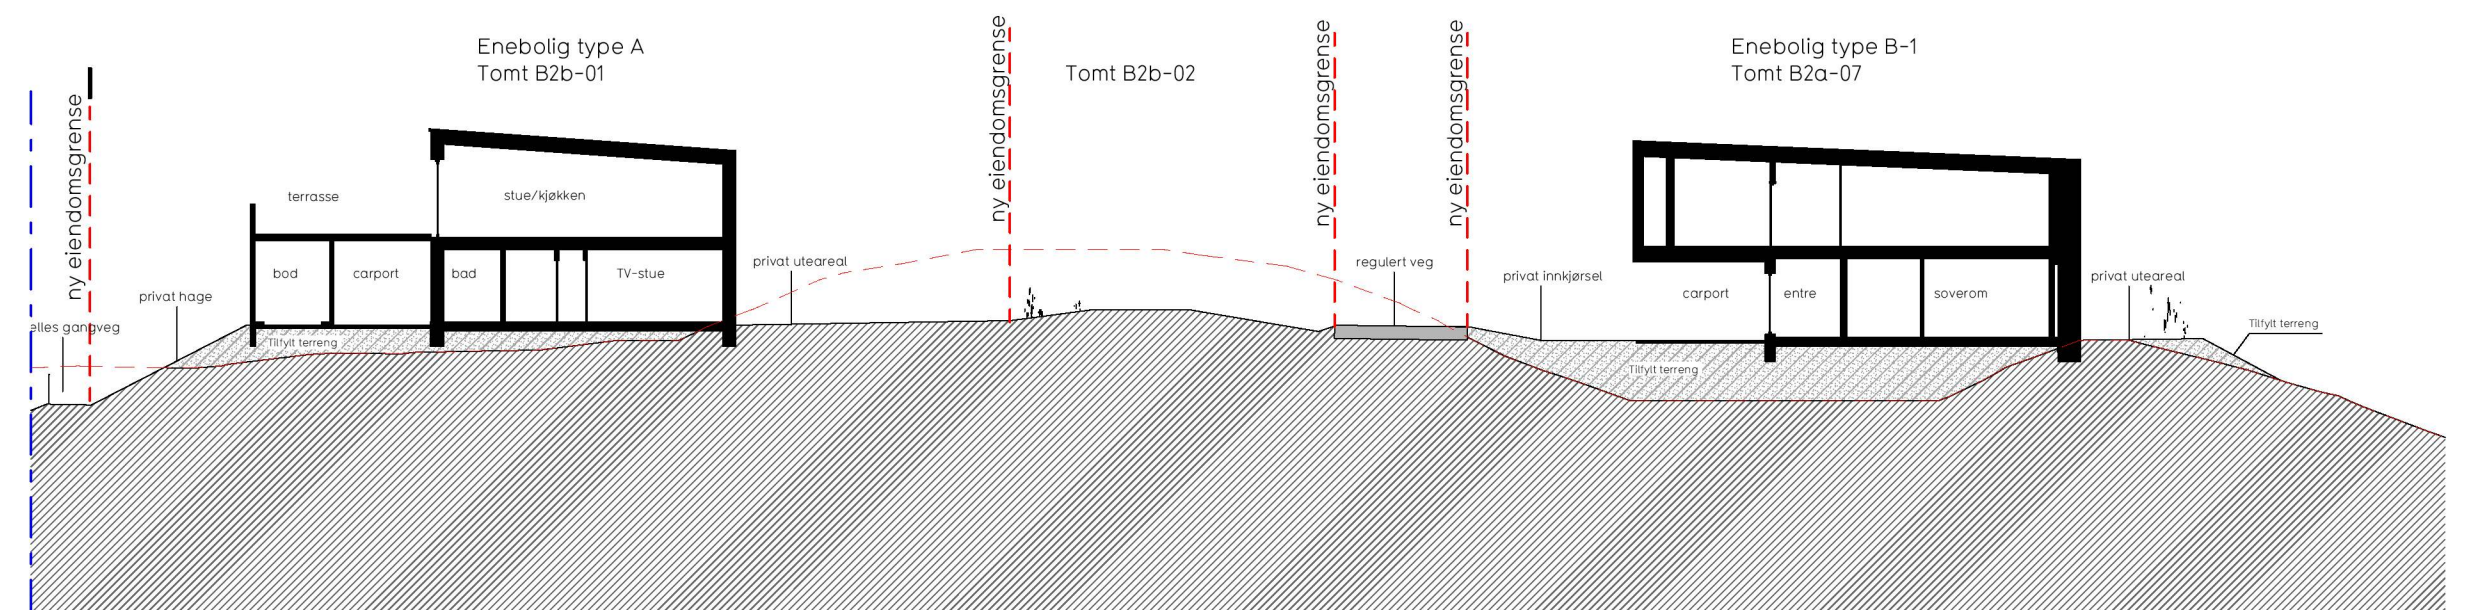 Enebolig type A
Tomt B2b-01
Tomt B2b-02
Enebolig type B-1
Tomt B2a-07
ny eiendomsgrense
ny eiendomsgrense
ny eiendomsgrense
ny eiendomsgrense
terrasse
stue/kjøkken
bod
carport
bad
TV-stue
privat hage
elles gangveg
Tilfylt terreng
privat uteareal
regulert veg
privat innkjørsel
carport
entre
soverom
privat uteareal
Tilfylt terreng
Tilfylt terreng